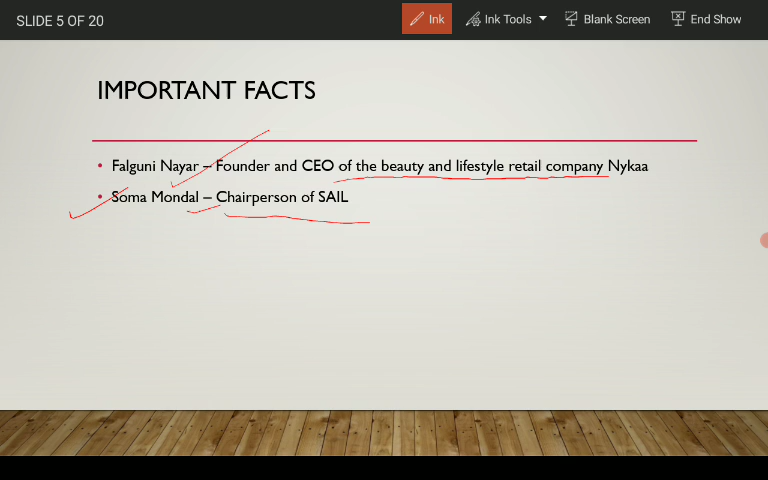 SLIDE 5 OF 20
Ink
Ink Tools
Blank Screen
End Show
IMPORTANT FACTS
• Falguni Nayar – Founder and CEO of the beauty and lifestyle retail company Nykaa
• Soma Mondal – Chairperson of SAIL